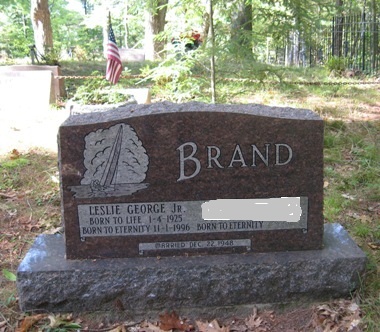 BRAND
LESLIE GEORGE JR.
BORN TO LIFE 1-4-1925
BORN TO ETERNITY 11-1-1996
BORN TO ETERNITY
MARRIED DEC. 22, 1948